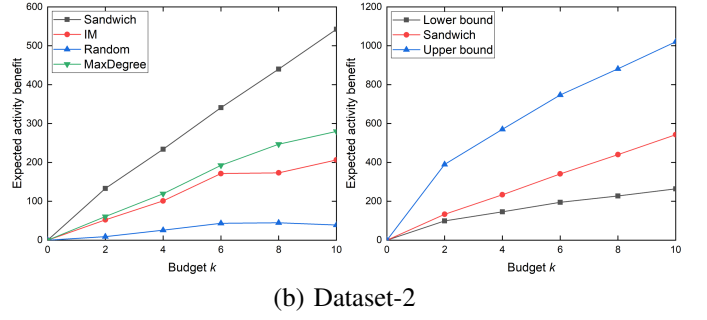 600
500
400
300
200
100
0
Expected activity benefit
Sandwich
IM
Random
MaxDegree
0 2 4 6 8 10
Budget k
1200
1000
800
600
400
200
0
Expected activity benefit
Lower bound
Sandwich
Upper bound
0 2 4 6 8 10
Budget k
(b) Dataset-2